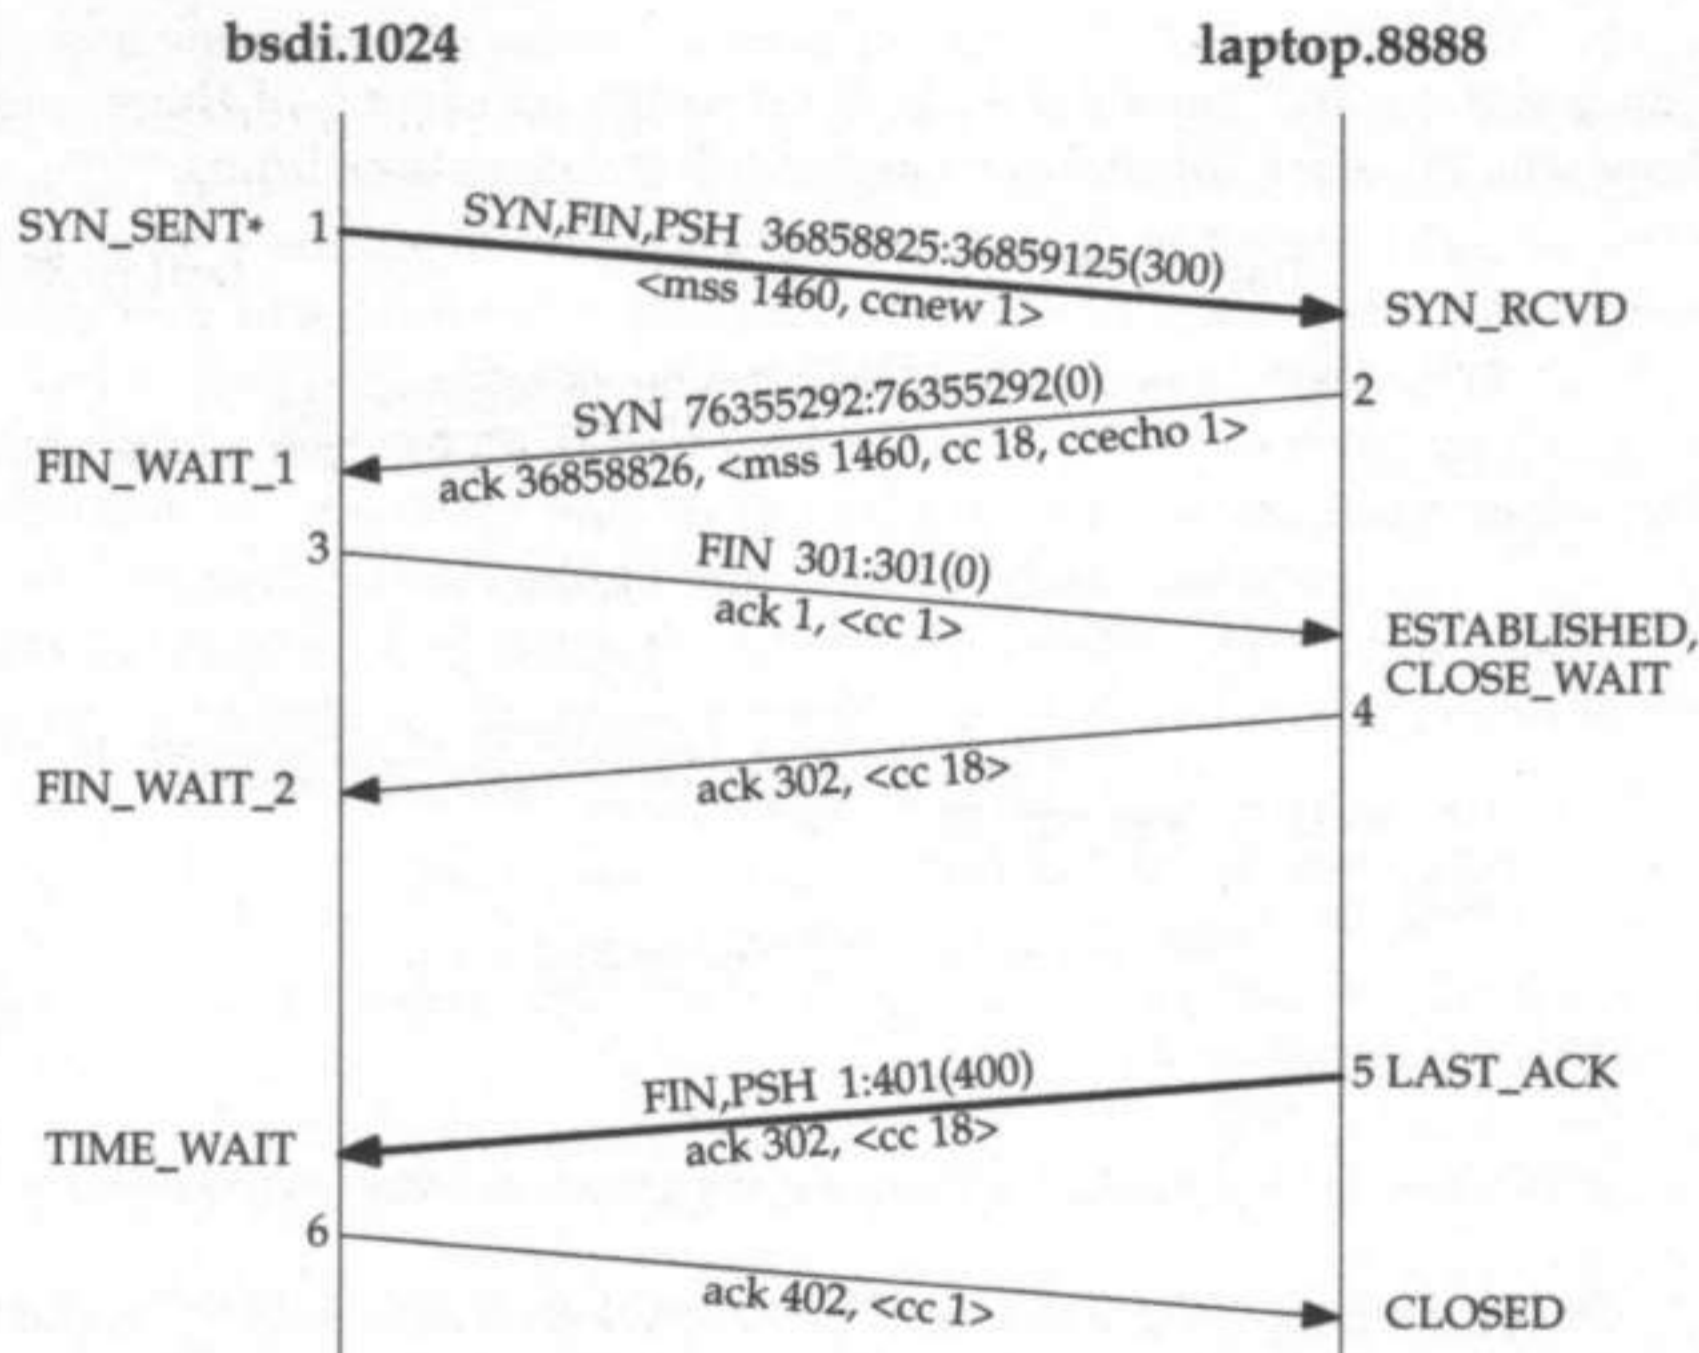 bsdi.1024
laptop.8888
SYN_SENT*
1
SYN,FIN,PSH 36858825:36859125(300)
<mss 1460, ccnew 1>
SYN_RCVD
2
SYN 76355292:76355292(0)
ack 36858826, <mss 1460, cc 18, ccecho 1>
FIN_WAIT_1
3
FIN 301:301(0)
ack 1, <cc 1>
ESTABLISHED,
CLOSE_WAIT
4
ack 302, <cc 18>
FIN_WAIT_2
5 LAST_ACK
FIN,PSH 1:401(400)
ack 302, <cc 18>
TIME_WAIT
6
ack 402, <cc 1>
CLOSED